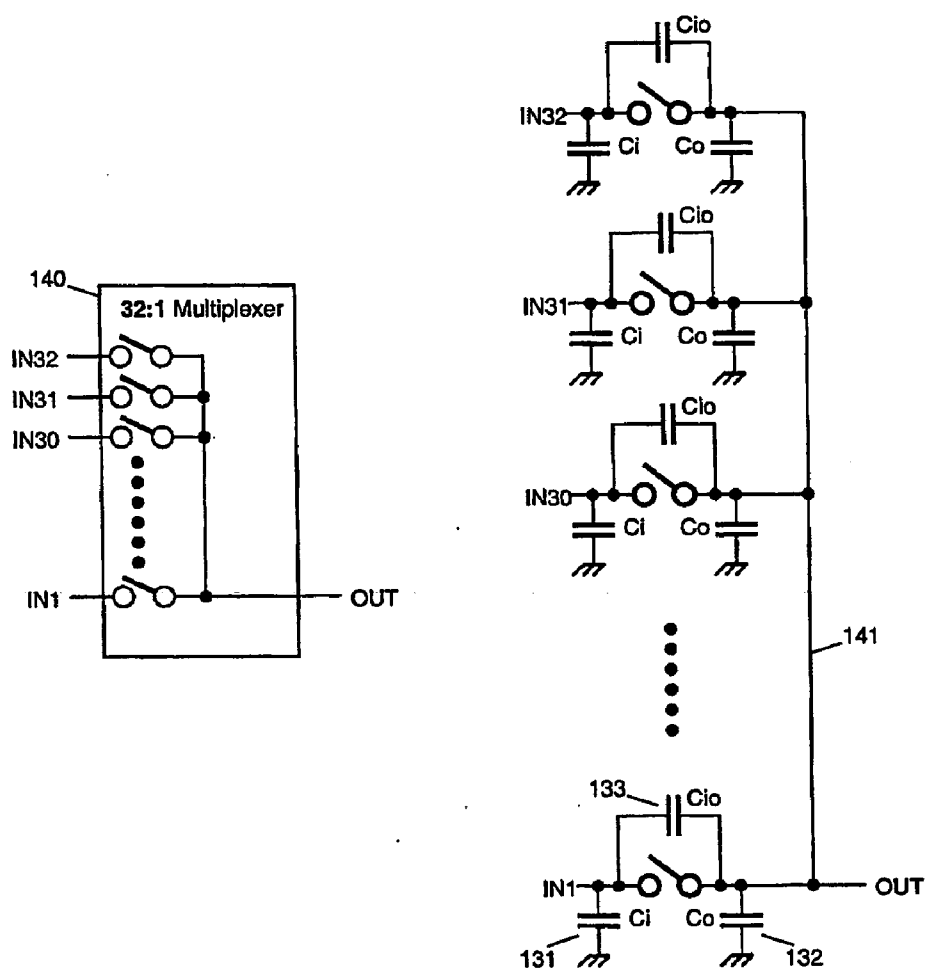 140
32:1 Multiplexer
IN32
IN31
IN30
IN1
OUT
Cio
IN32
Ci
Co
Cio
IN31
Ci
Co
Cio
IN30
Ci
Co
141
133
Cio
IN1
OUT
131
Ci
Co
132